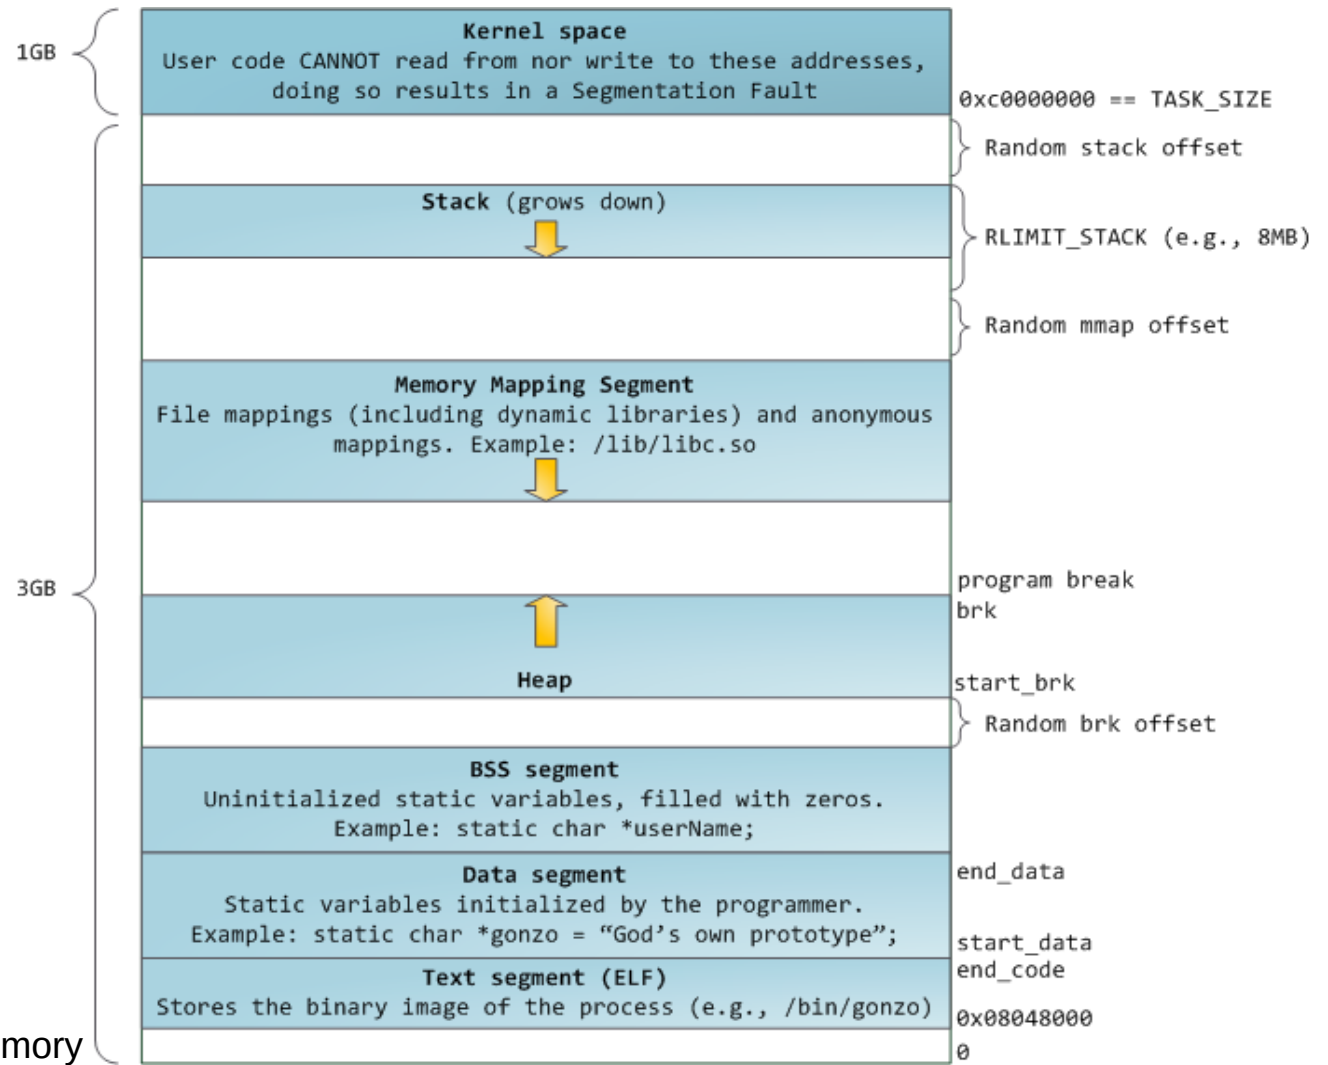 1GB
Kernel space
User code CANNOT read from nor write to these addresses,
doing so results in a Segmentation Fault
0xc0000000 == TASK_SIZE
Random stack offset
Stack (grows down)
RLIMIT_STACK (e.g., 8MB)
Random mmap offset
Memory Mapping Segment
File mappings (including dynamic libraries) and anonymous
mappings. Example: /lib/libc.so
3GB
program break
brk
Heap
start_brk
Random brk offset
BSS segment
Uninitialized static variables, filled with zeros.
Example: static char *userName;
Data segment
Static variables initialized by the programmer.
Example: static char *gonzo = “God’s own prototype”;
end_data
start_data
end_code
Text segment (ELF)
Stores the binary image of the process (e.g., /bin/gonzo)
0x08048000
mory
0